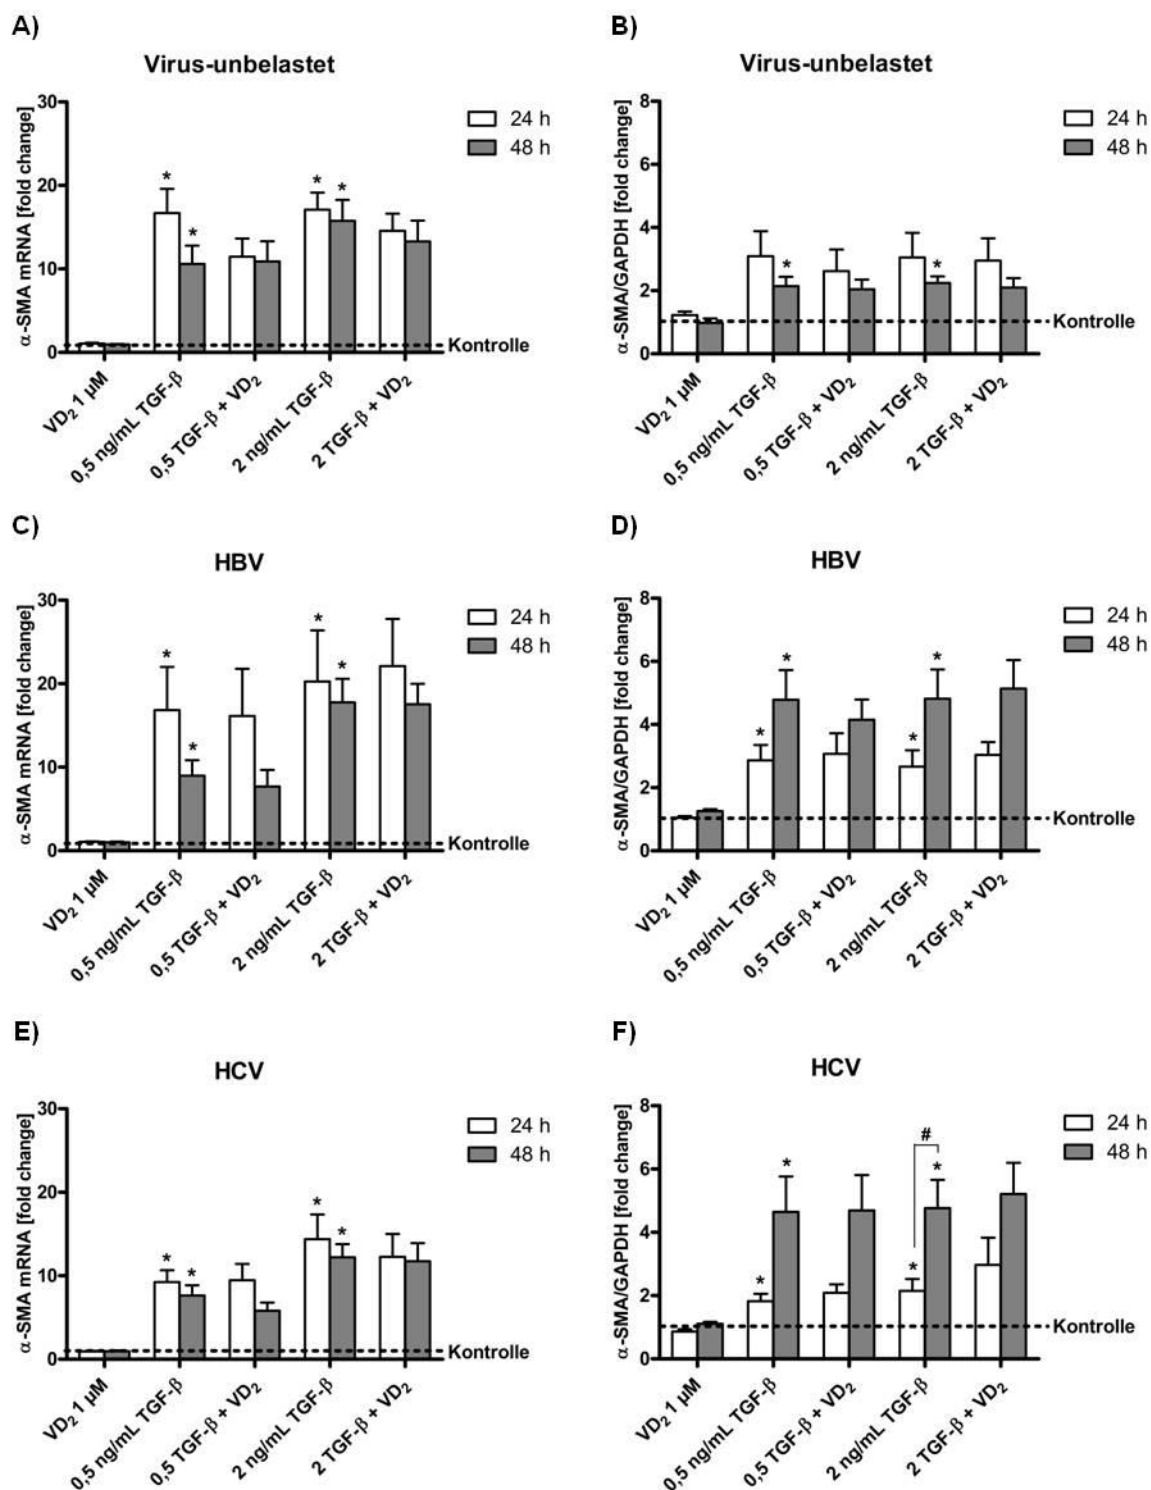 A)
Virus-unbelastet
α-SMA mRNA [fold change]
30
20
10
0
24 h
48 h
* * * *
Kontrolle
VD₂ 1 µM
0,5 ng/mL TGF-β
0,5 TGF-β + VD₂
2 ng/mL TGF-β
2 TGF-β + VD₂
B)
Virus-unbelastet
α-SMA/GAPDH [fold change]
8
6
4
2
0
24 h
48 h
* *
Kontrolle
VD₂ 1 µM
0,5 ng/mL TGF-β
0,5 TGF-β + VD₂
2 ng/mL TGF-β
2 TGF-β + VD₂
C)
HBV
α-SMA mRNA [fold change]
30
20
10
0
24 h
48 h
* * * *
Kontrolle
VD₂ 1 µM
0,5 ng/mL TGF-β
0,5 TGF-β + VD₂
2 ng/mL TGF-β
2 TGF-β + VD₂
D)
HBV
α-SMA/GAPDH [fold change]
8
6
4
2
0
24 h
48 h
* * * *
Kontrolle
VD₂ 1 µM
0,5 ng/mL TGF-β
0,5 TGF-β + VD₂
2 ng/mL TGF-β
2 TGF-β + VD₂
E)
HCV
α-SMA mRNA [fold change]
30
20
10
0
24 h
48 h
* * * *
Kontrolle
VD₂ 1 µM
0,5 ng/mL TGF-β
0,5 TGF-β + VD₂
2 ng/mL TGF-β
2 TGF-β + VD₂
F)
HCV
α-SMA/GAPDH [fold change]
8
6
4
2
0
24 h
48 h
#
* * * *
Kontrolle
VD₂ 1 µM
0,5 ng/mL TGF-β
0,5 TGF-β + VD₂
2 ng/mL TGF-β
2 TGF-β + VD₂